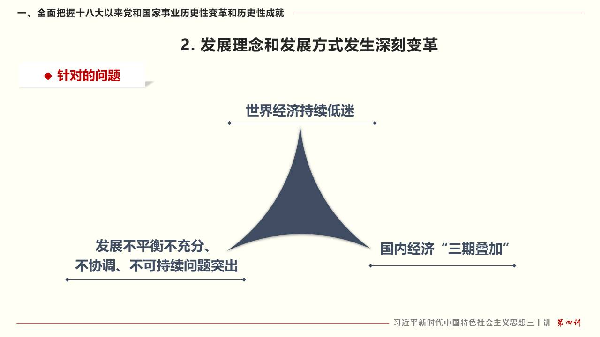 一、全面把握十八大以来党和国家事业历史性变革和历史性成就
2. 发展理念和发展方式发生深刻变革
● 针对的问题
世界经济持续低迷
发展不平衡不充分、
不协调、不可持续问题突出
国内经济“三期叠加”
习近平新时代中国特色社会主义思想三十讲 第四讲